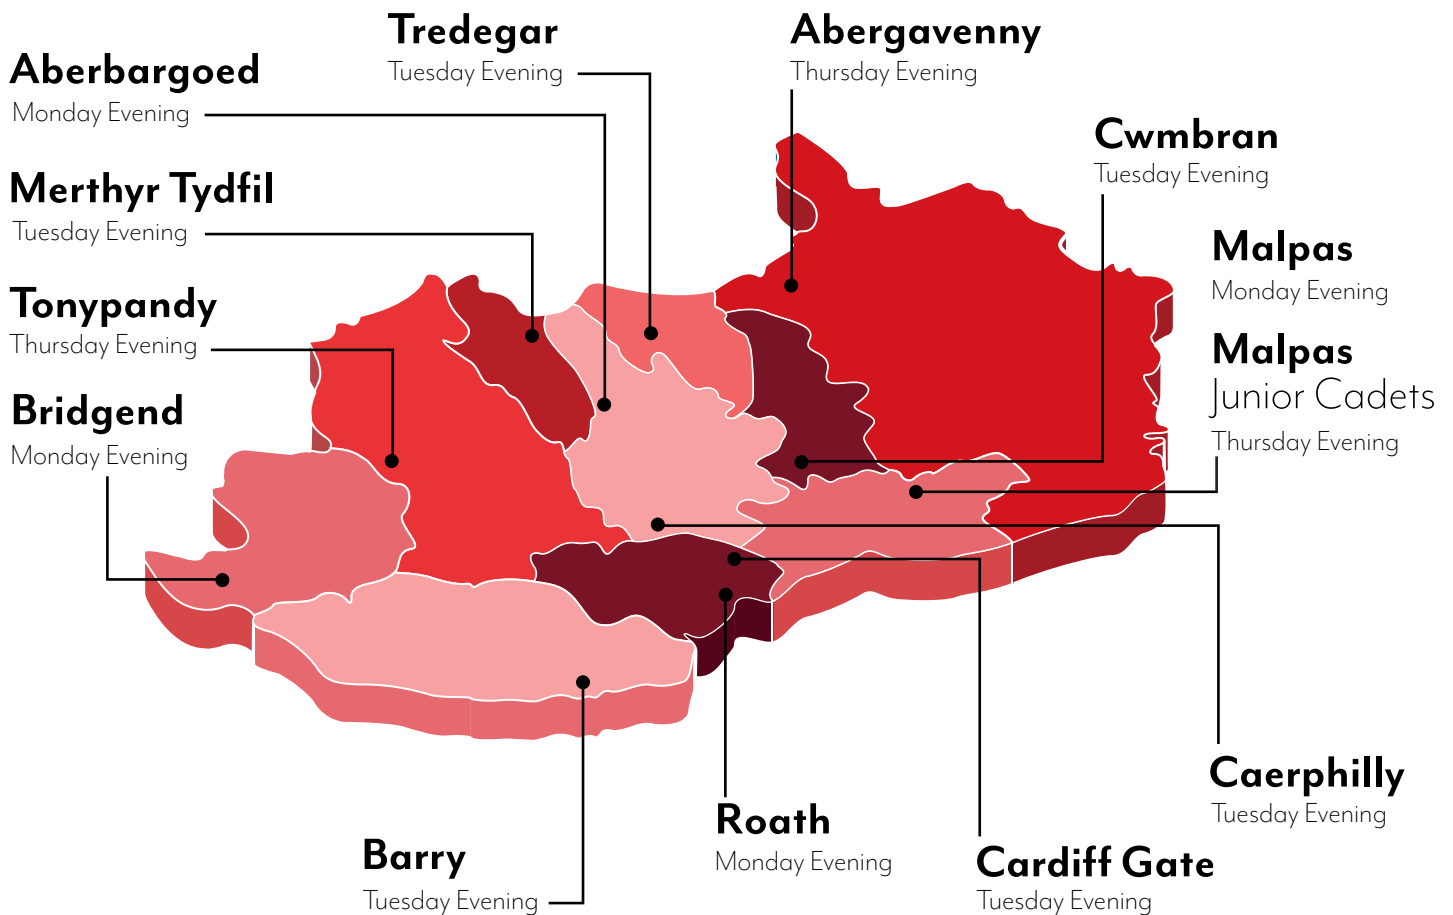 Tredegar
Tuesday Evening
Abergavenny
Thursday Evening
Aberbargoed
Monday Evening
Cwmbran
Tuesday Evening
Merthyr Tydfil
Tuesday Evening
Malpas
Monday Evening
Tonypandy
Thursday Evening
Malpas
Junior Cadets
Thursday Evening
Bridgend
Monday Evening
Caerphilly
Tuesday Evening
Roath
Monday Evening
Barry
Tuesday Evening
Cardiff Gate
Tuesday Evening